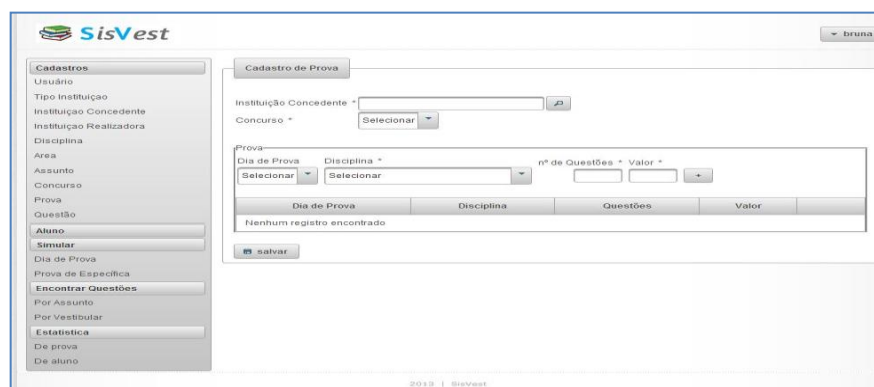 SisVest
bruna
Cadastros
Usuário
Tipo Instituiçao
Instituiçao Concedente
Instituiçao Realizadora
Disciplina
Area
Assunto
Concurso
Prova
Questão
Aluno
Simular
Dia de Prova
Prova de Específica
Encontrar Questões
Por Assunto
Por Vestibular
Estatistica
De prova
De aluno
Cadastro de Prova
Instituição Concedente *
Concurso * Selecionar
Prova
Dia de Prova Disciplina * nº de Questões * Valor *
Selecionar Selecionar +
Dia de Prova Disciplina Questões Valor
Nenhum registro encontrado
salvar
2013 | SisVest